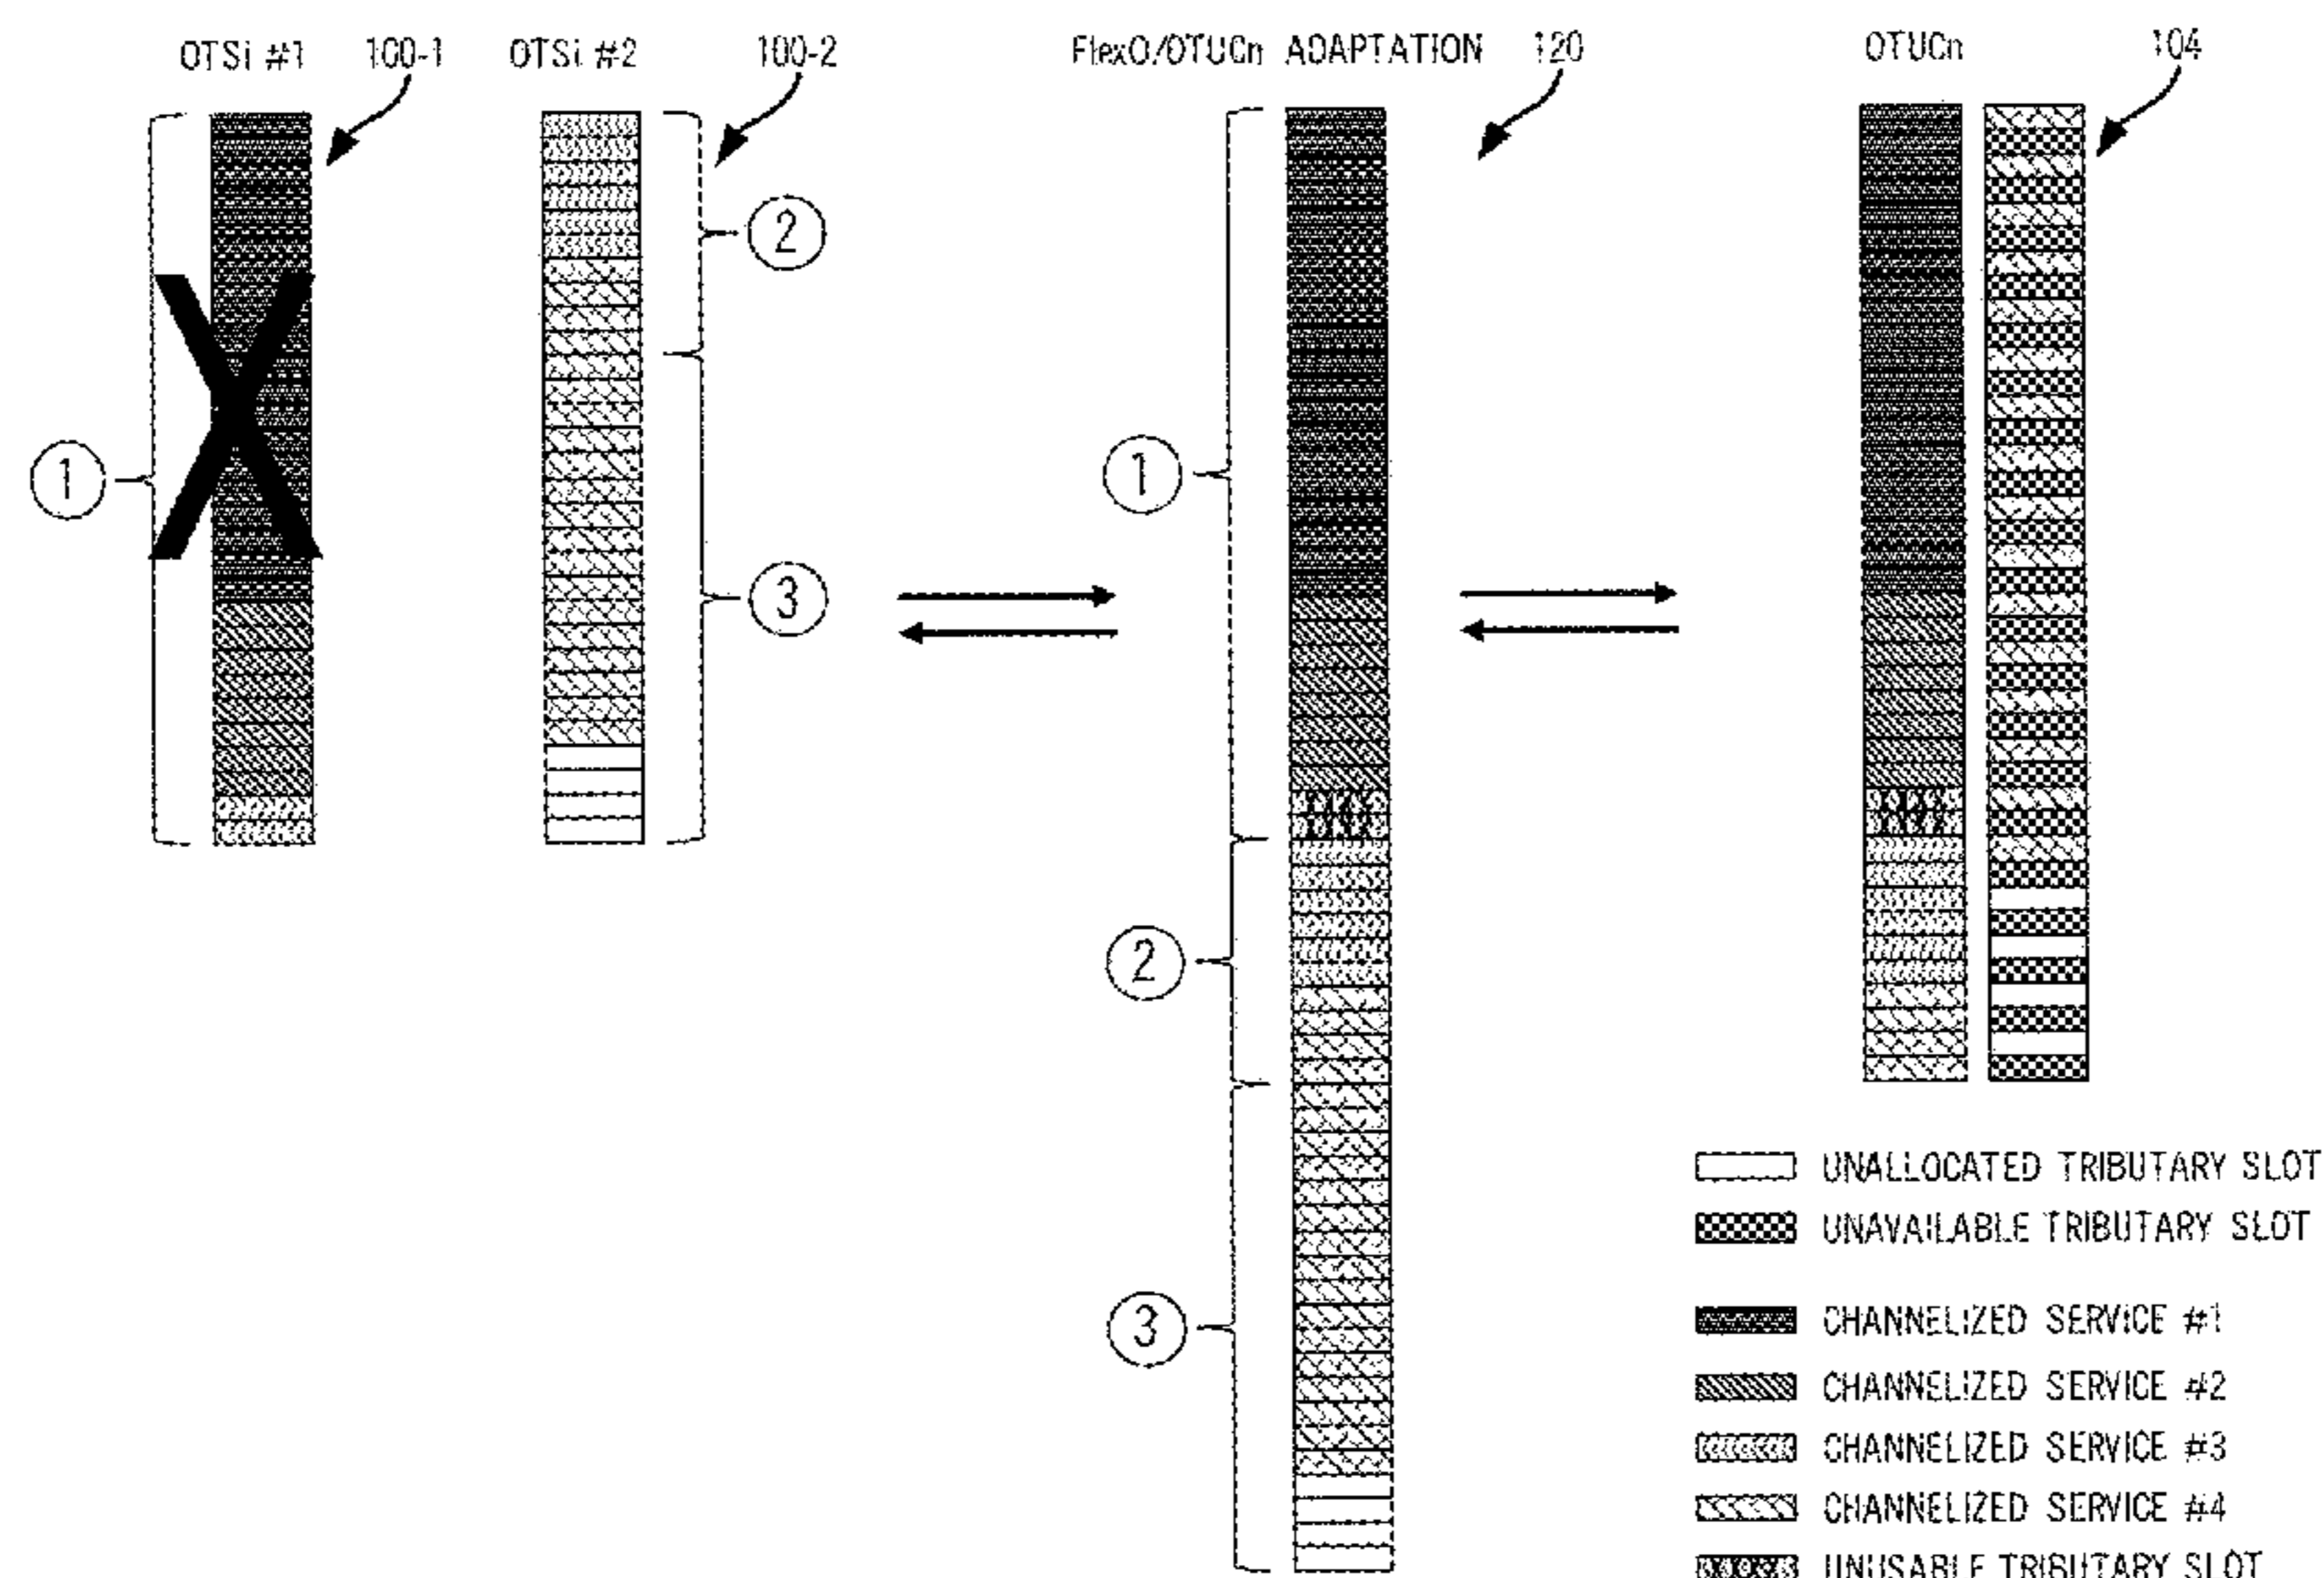 OTSi #1 100-1 OTSi #2 100-2 FlexO/OTUCn ADAPTATION 120 OTUCn 104
2
1
1
3
2
3
UNALLOCATED TRIBUTARY SLOT
UNAVAILABLE TRIBUTARY SLOT
CHANNELIZED SERVICE #1
CHANNELIZED SERVICE #2
CHANNELIZED SERVICE #3
CHANNELIZED SERVICE #4
UNUSABLE TRIBUTARY SLOT